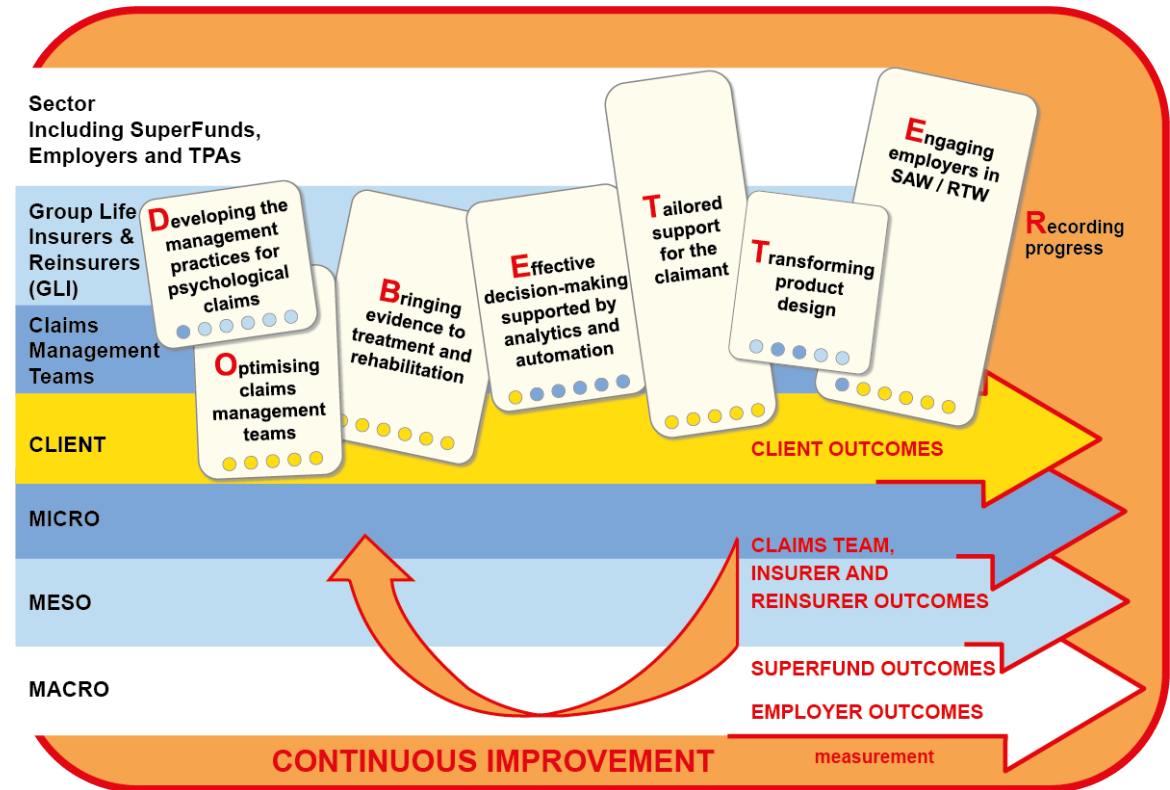 Sector
Including SuperFunds,
Employers and TPAs
Group Life
Insurers &
Reinsurers
(GLI)
Claims
Management
Teams
Developing the
management
practices for
psychological
claims
Optimising
claims
management
teams
Bringing
evidence to
treatment and
rehabilitation
Effective
decision-making
supported by
analytics and
automation
Tailored
support
for the
claimant
Transforming
product
design
Engaging
employers in
SAW / RTW
Recording
progress
CLIENT
CLIENT OUTCOMES
MICRO
CLAIMS TEAM,
INSURER AND
REINSURER OUTCOMES
MESO
MACRO
SUPERFUND OUTCOMES
EMPLOYER OUTCOMES
CONTINUOUS IMPROVEMENT
measurement